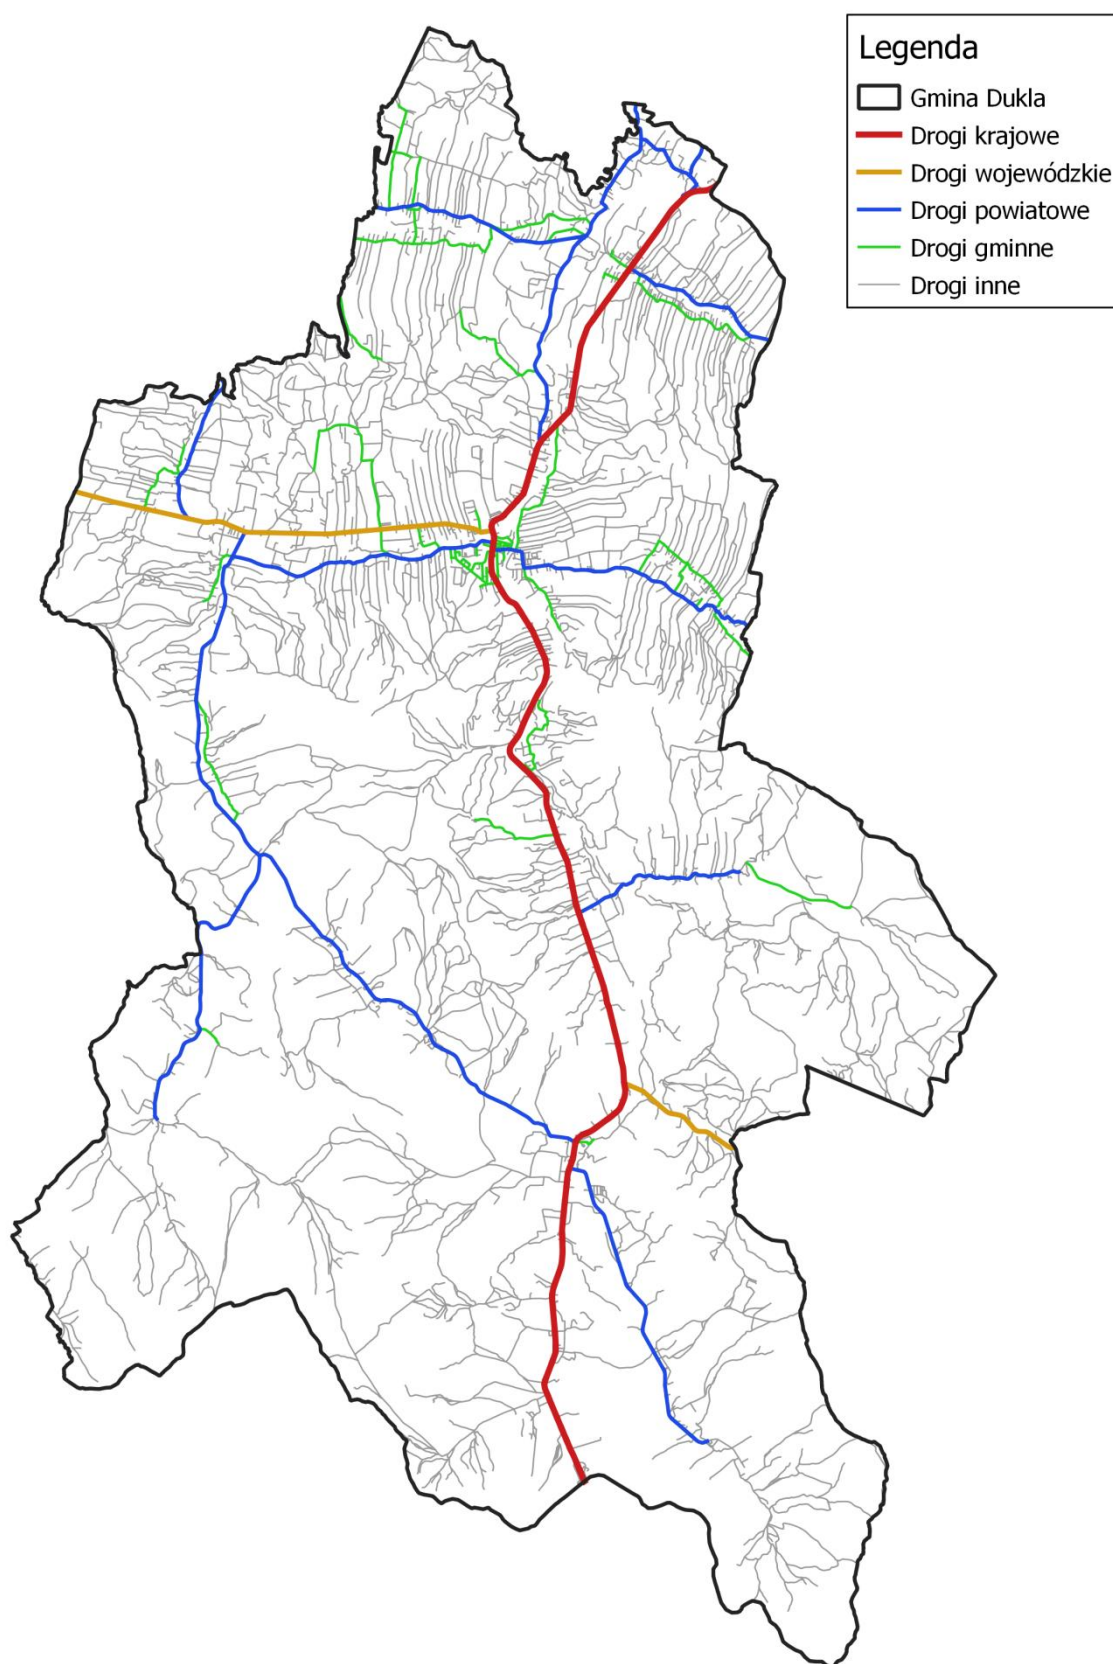 Legenda
Gmina Dukla
Drogi krajowe
Drogi wojewódzkie
Drogi powiatowe
Drogi gminne
Drogi inne